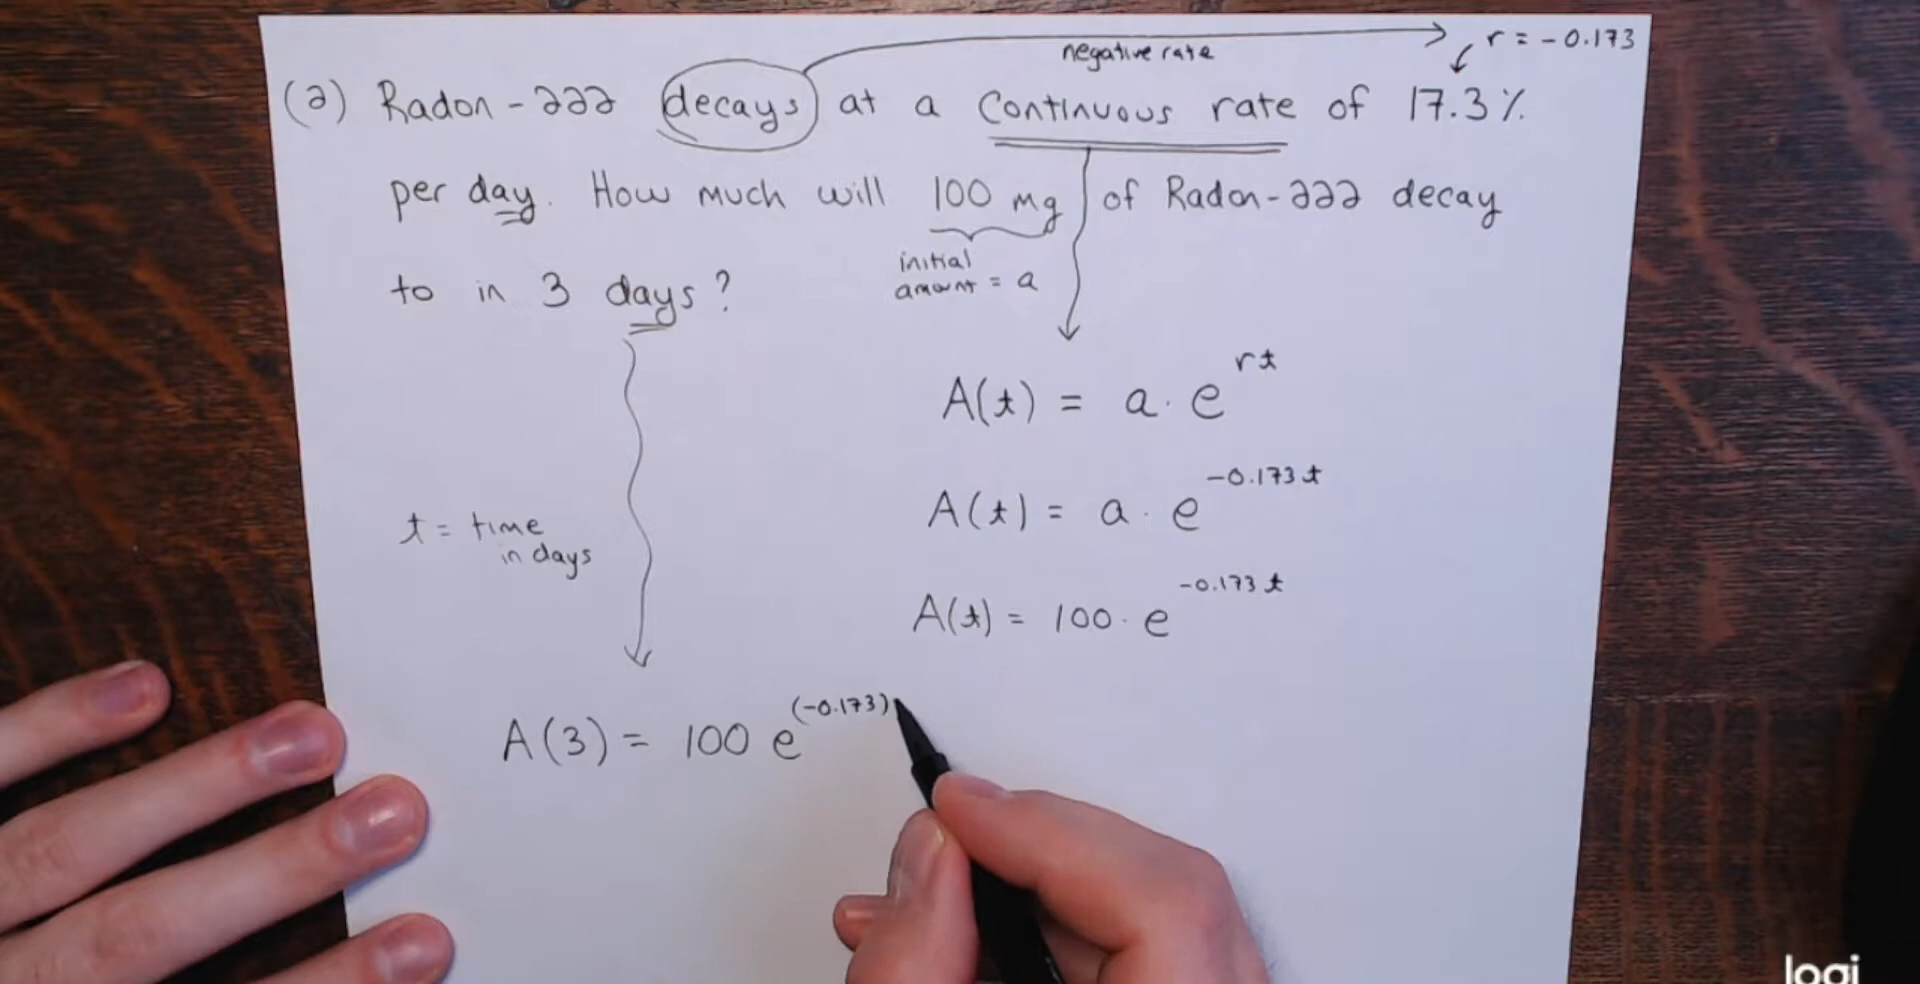 negative rate
r = -0.173
(a) Radon-222 decays at a continuous rate of 17.3%
per day. How much will 100 mg of Radon-222 decay
initial
amount = a
to in 3 days?
A(t) = a · e^rt
A(t) = a · e^-0.173t
t = time
in days
A(t) = 100 · e^-0.173t
A(3) = 100 e^(-0.173)
logi